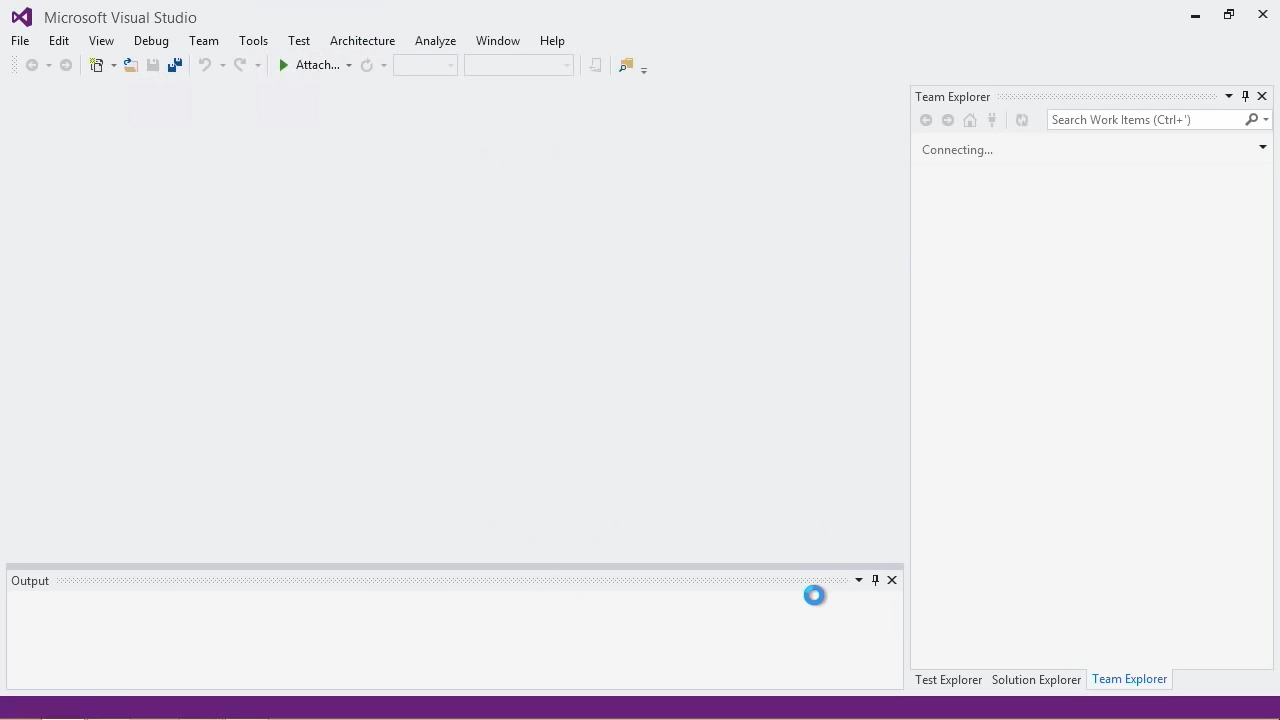 Microsoft Visual Studio
File Edit View Debug Team Tools Test Architecture Analyze Window Help
Attach...
Team Explorer
Search Work Items (Ctrl+')
Connecting...
Output
Test Explorer Solution Explorer Team Explorer